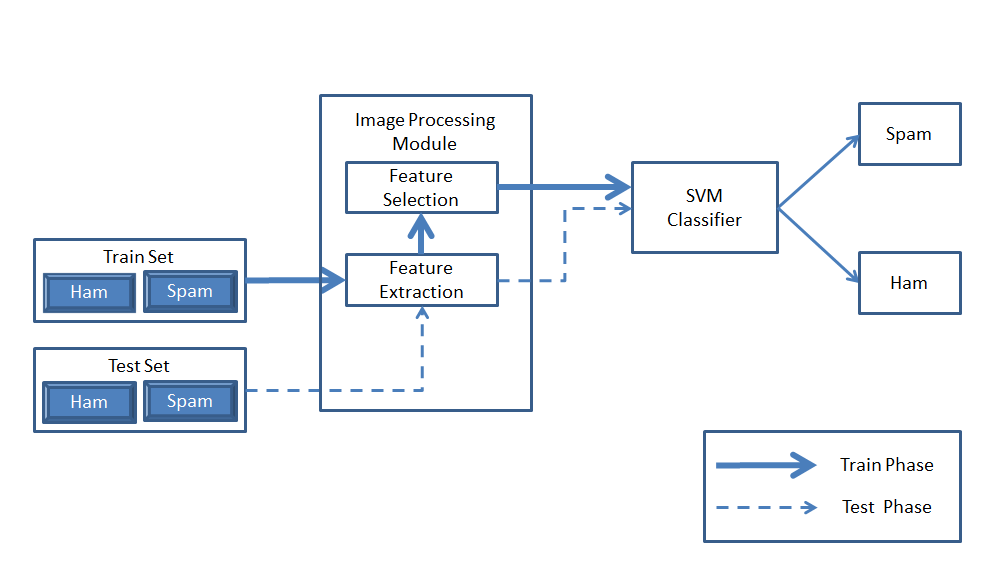 Image Processing
Module
Feature
Selection
Feature
Extraction
Train Set
Ham
Spam
Test Set
Ham
Spam
SVM
Classifier
Spam
Ham
Train Phase
Test Phase